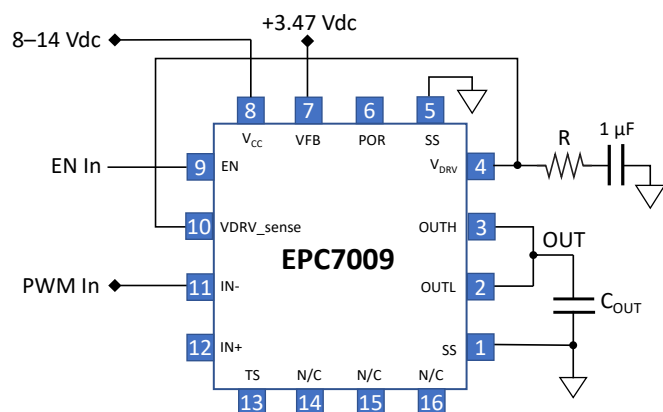 +3.47 Vdc
8–14 Vdc
8 7 6 5
VCC VFB POR SS
R 1 µF
EN In 9 EN VDRV 4
10 VDRV_sense OUTH 3
EPC7009 OUT
PWM In 11 IN- OUTL 2
COUT
12 IN+ SS 1
TS N/C N/C N/C
13 14 15 16